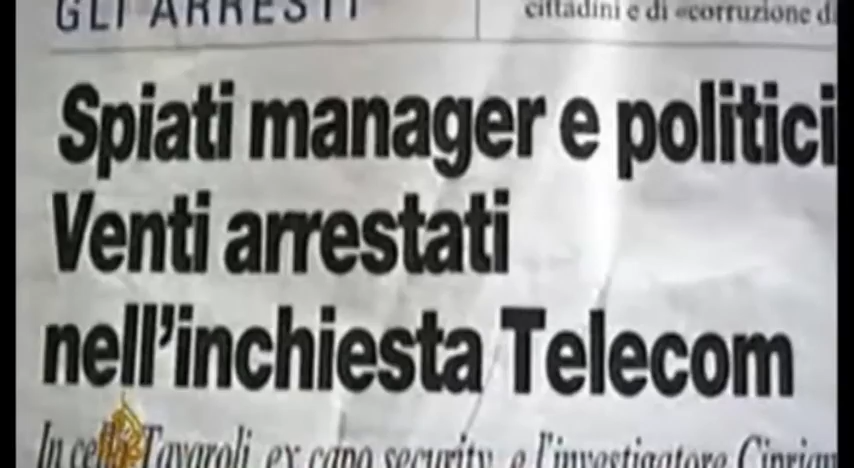 GLI ARRESTI
cittadini e di «corruzione d
Spiati manager e politici
Venti arrestati
nell'inchiesta Telecom
In cella Tavaroli, ex capo security, e l'investigatore Ciprian